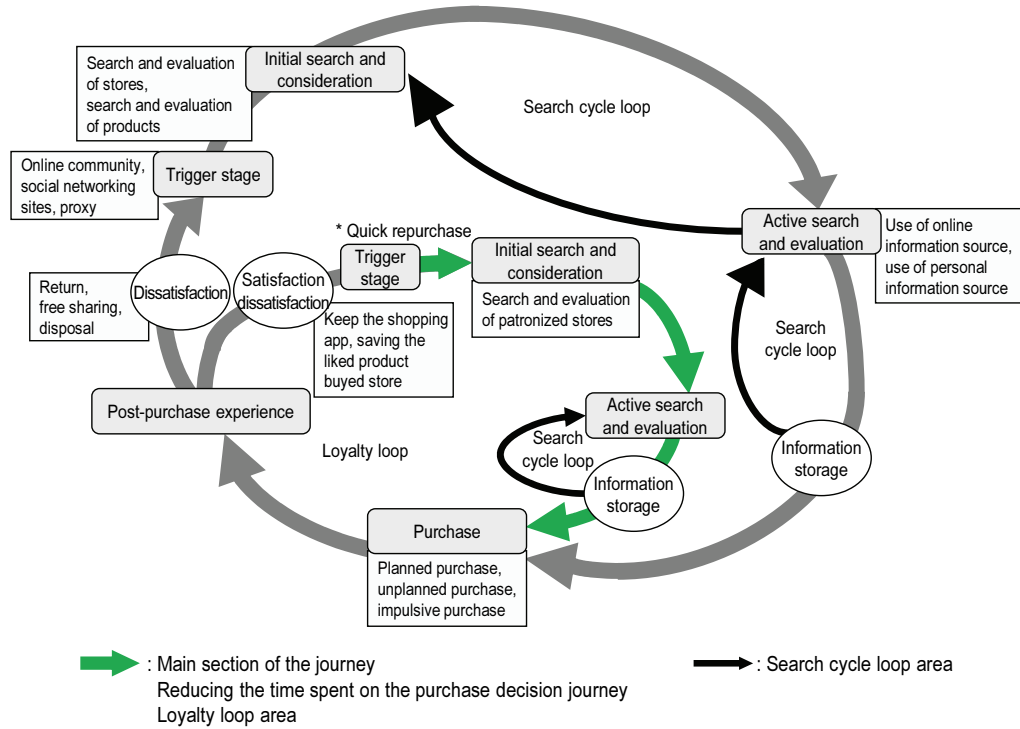 Initial search and
consideration
Search and evaluation
of stores,
search and evaluation
of products
Search cycle loop
Online community,
social networking
sites, proxy
Trigger stage
Active search
and evaluation
Use of online
information source,
use of personal
information source
* Quick repurchase
Trigger
stage
Initial search and
consideration
Search and evaluation
of patronized stores
Return,
free sharing,
disposal
Dissatisfaction
Satisfaction
dissatisfaction
Keep the shopping
app, saving the
liked product
buyed store
Search
cycle loop
Post-purchase experience
Active search
and evaluation
Loyalty loop
Search
cycle loop
Information
storage
Information
storage
Purchase
Planned purchase,
unplanned purchase,
impulsive purchase
: Main section of the journey
Reducing the time spent on the purchase decision journey
Loyalty loop area
: Search cycle loop area